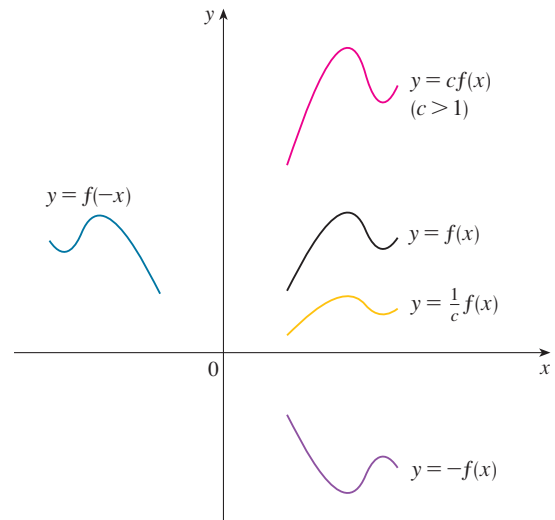 y
y = cf(x)
(c > 1)
y = f(−x)
y = f(x)
y = 1/c f(x)
0
x
y = −f(x)